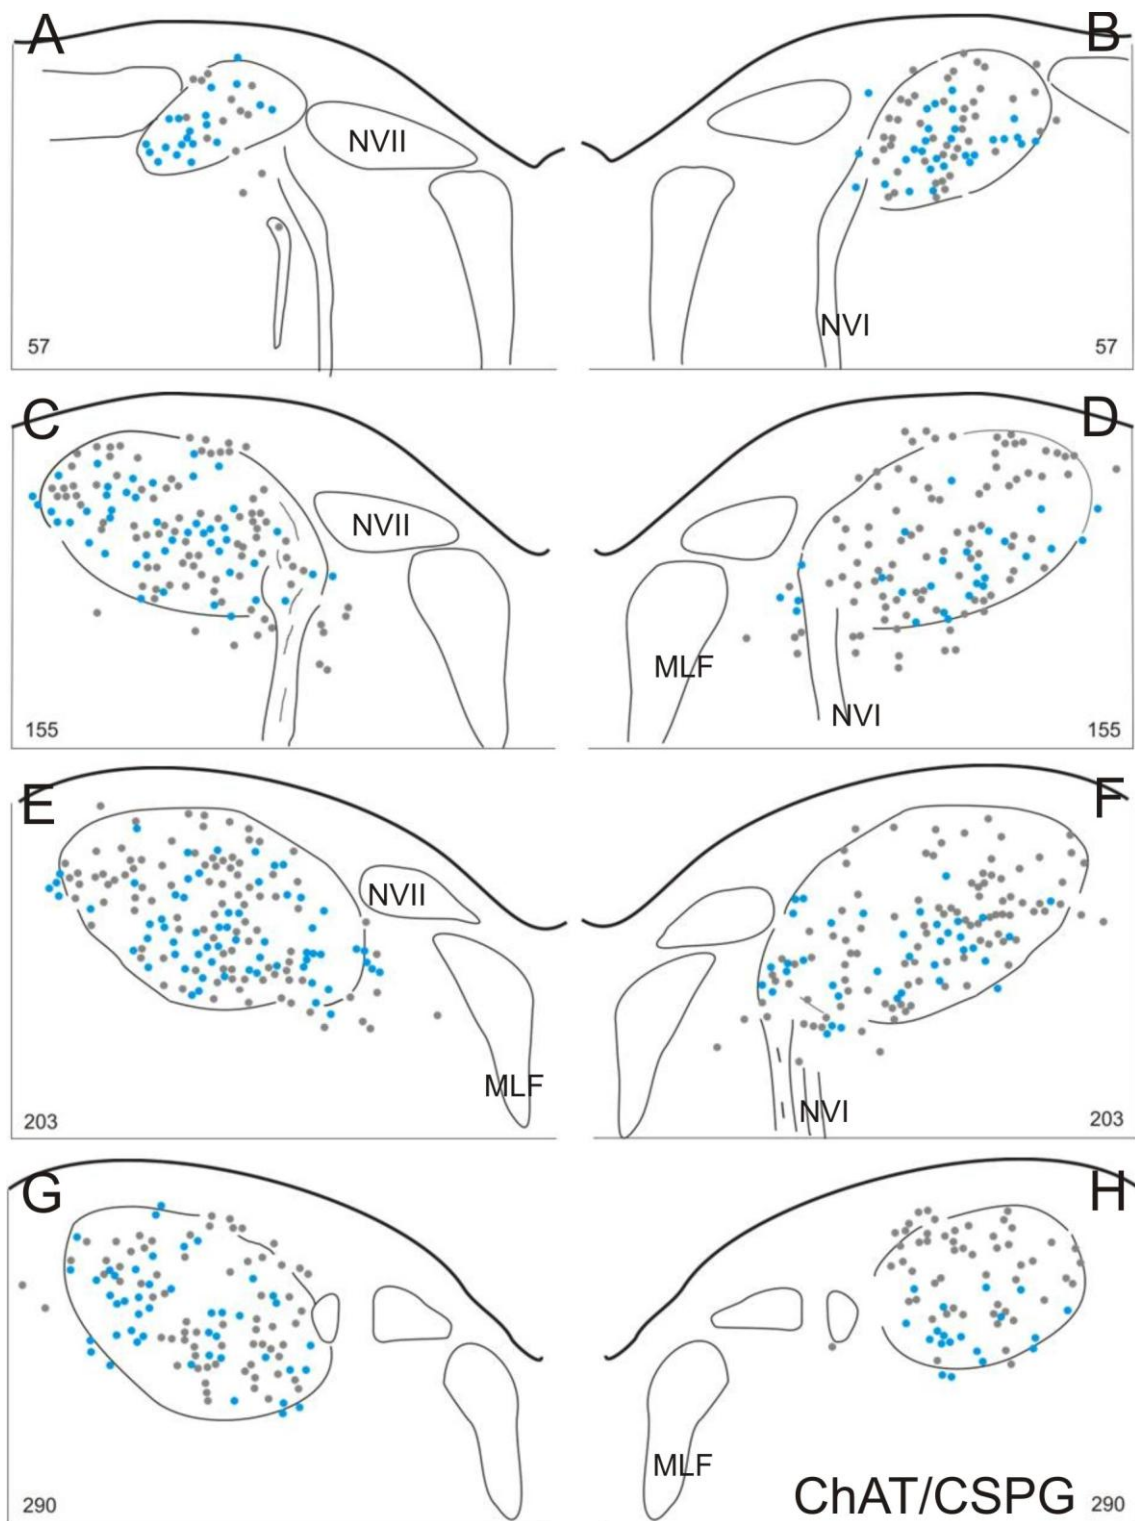 A
B
NVII
NVI
57
57
C
D
NVII
MLF
NVI
155
155
E
F
NVII
MLF
NVI
203
203
G
H
MLF
ChAT/CSPG
290
290